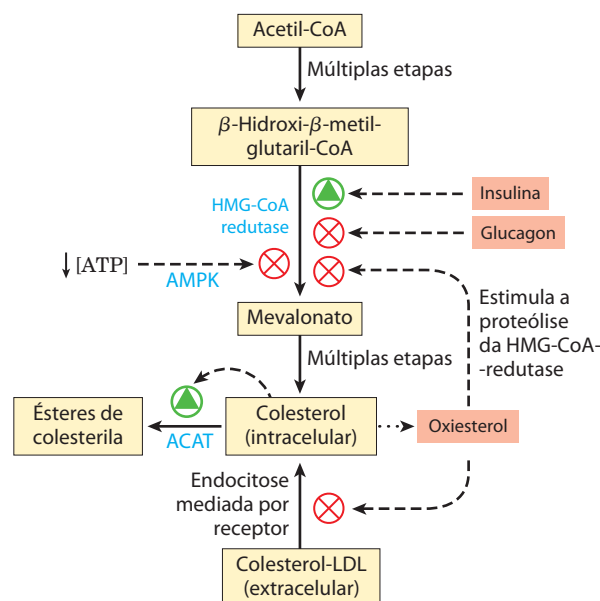 Acetil-CoA
Múltiplas etapas
β-Hidroxi-β-metil-
glutaril-CoA
HMG-CoA
redutase
Insulina
Glucagon
↓ [ATP]
AMPK
Estimula a
proteólise
da HMG-CoA-
-redutase
Mevalonato
Múltiplas etapas
Ésteres de
colesterila
ACAT
Colesterol
(intracelular)
Oxiesterol
Endocitose
mediada por
receptor
Colesterol-LDL
(extracelular)